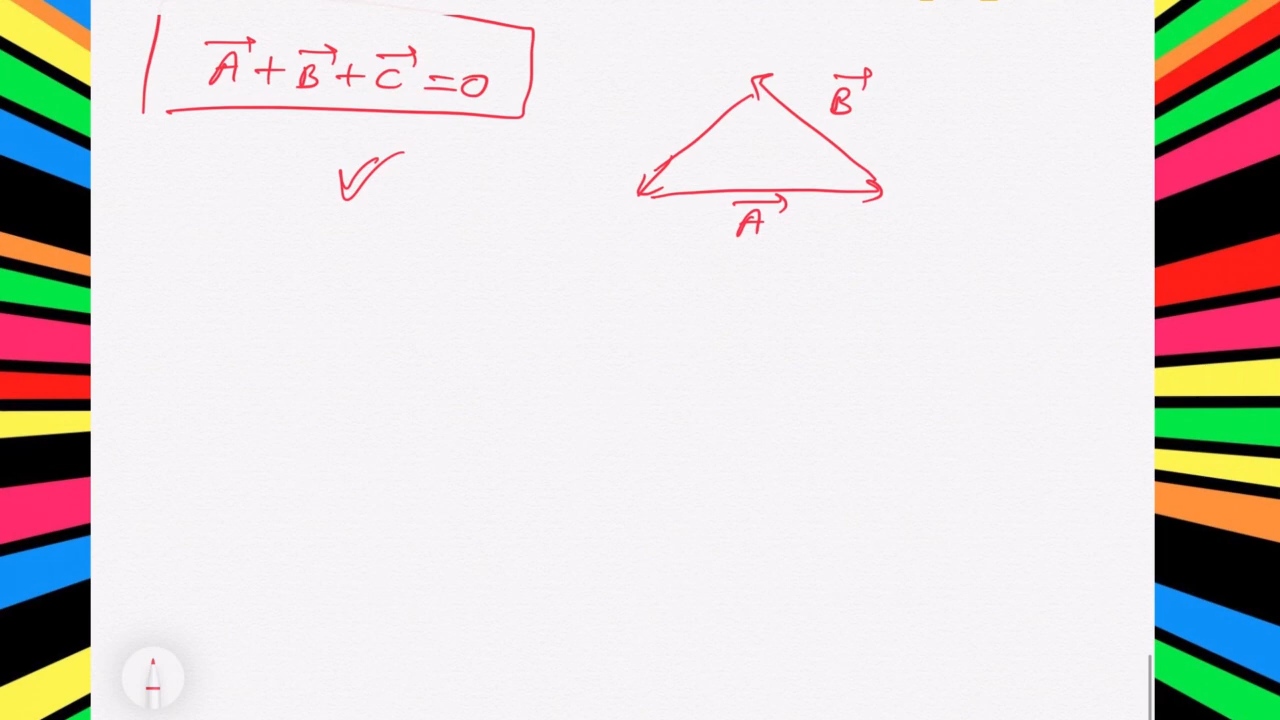 A⃗ + B⃗ + C⃗ = 0
B⃗
A⃗